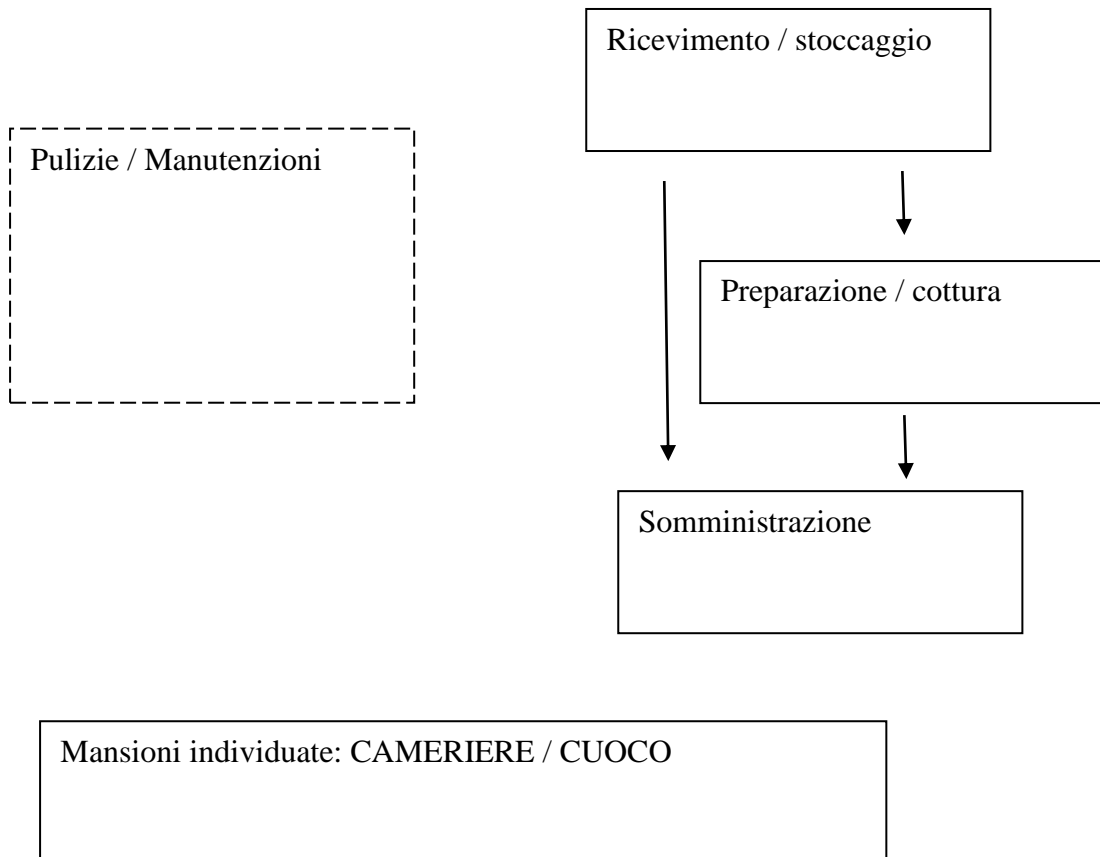 Ricevimento / stoccaggio
Pulizie / Manutenzioni
Preparazione / cottura
Somministrazione
Mansioni individuate: CAMERIERE / CUOCO